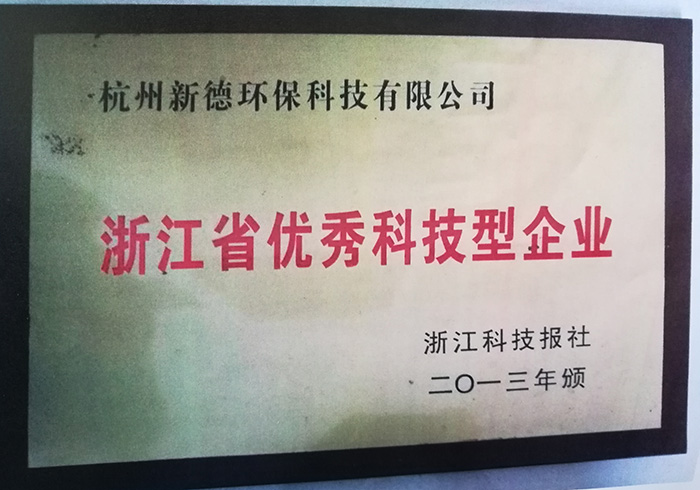 杭州新德环保科技有限公司
浙江省优秀科技型企业
浙江科技报社
二〇一三年颁